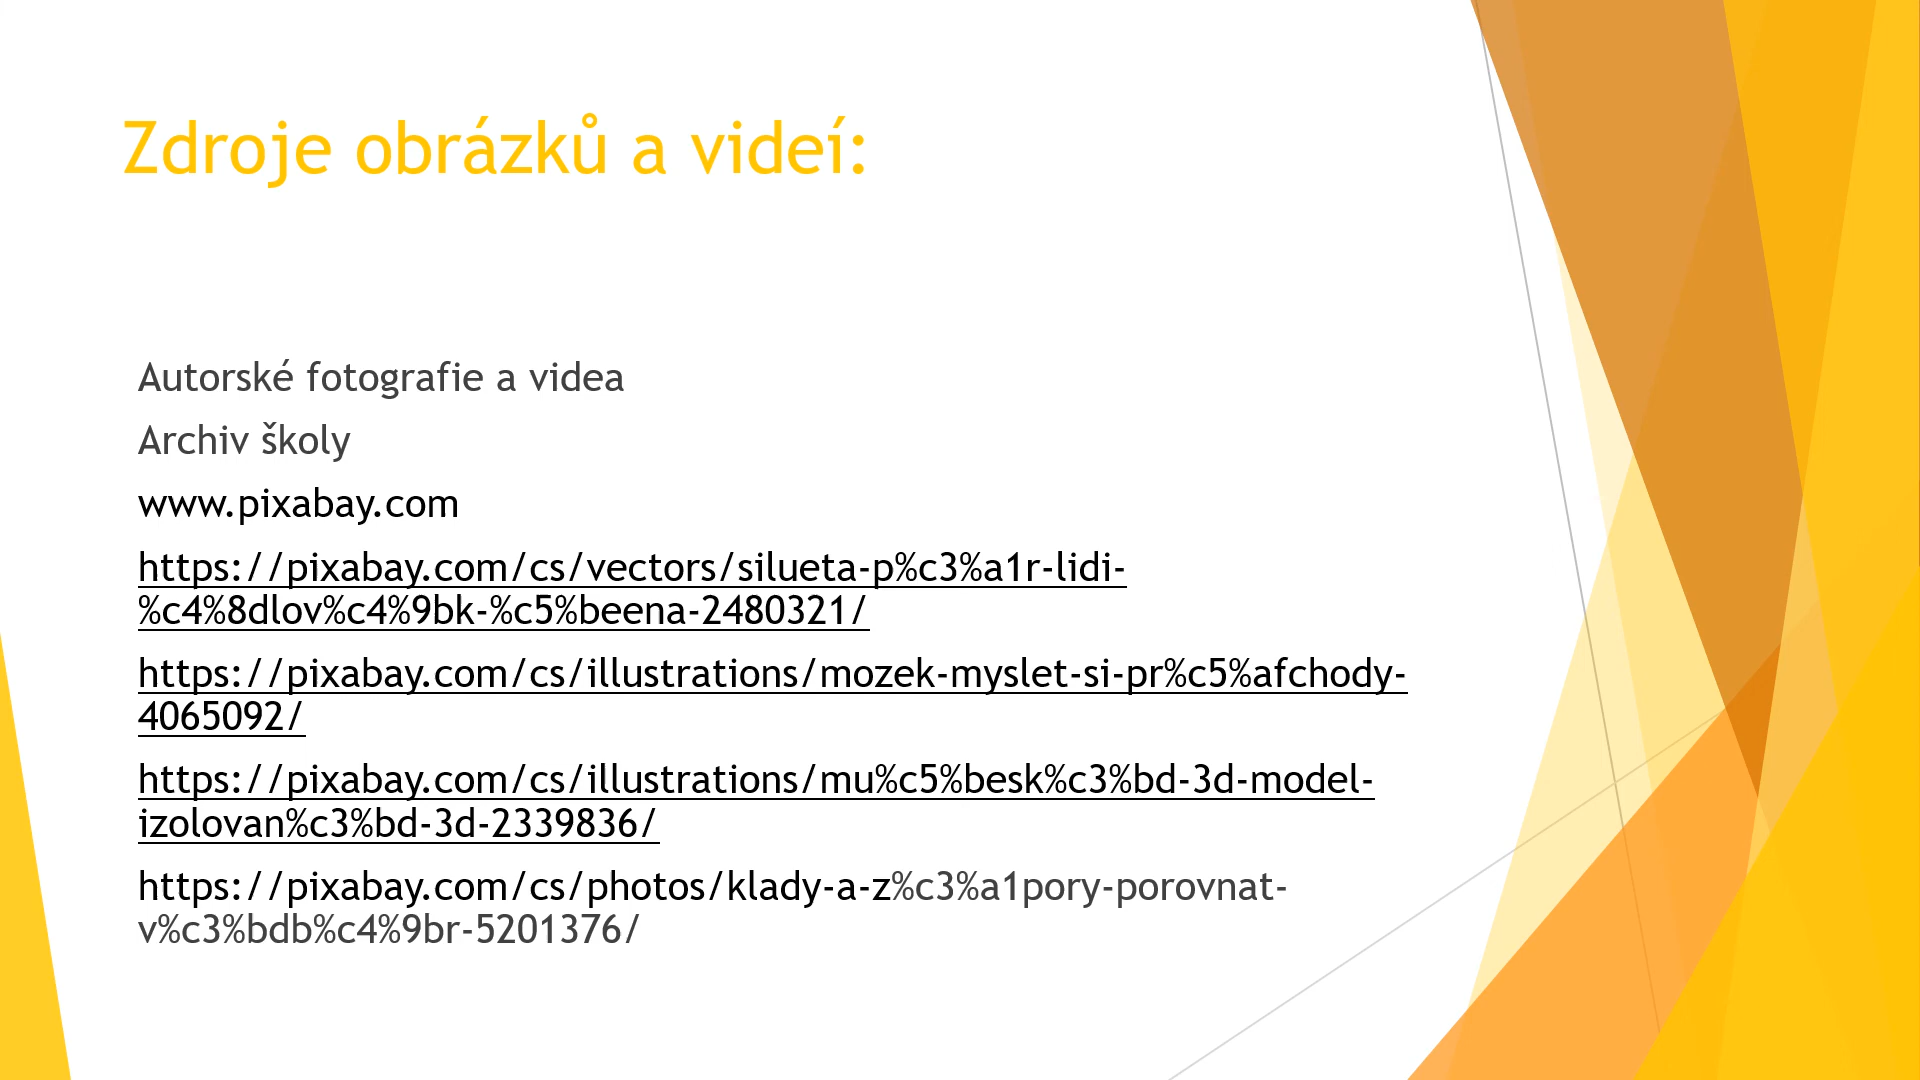 Zdroje obrázků a videí:
Autorské fotografie a videa
Archiv školy
www.pixabay.com
https://pixabay.com/cs/vectors/silueta-p%c3%a1r-lidi-
%c4%8dlov%c4%9bk-%c5%beena-2480321/
https://pixabay.com/cs/illustrations/mozek-myslet-si-pr%c5%afchody-
4065092/
https://pixabay.com/cs/illustrations/mu%c5%besk%c3%bd-3d-model-
izolovan%c3%bd-3d-2339836/
https://pixabay.com/cs/photos/klady-a-z%c3%a1pory-porovnat-
v%c3%bdb%c4%9br-5201376/